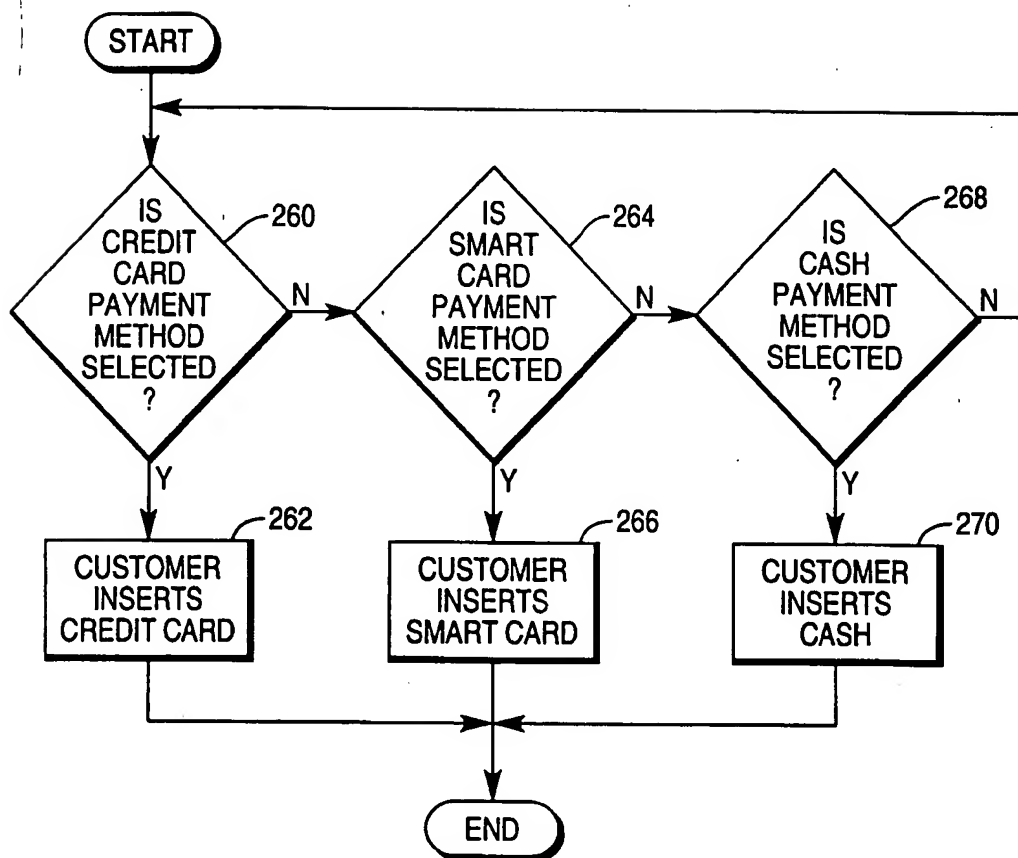 START
IS
CREDIT
CARD
PAYMENT
METHOD
SELECTED
?
260
N
Y
IS
SMART
CARD
PAYMENT
METHOD
SELECTED
?
264
N
Y
IS
CASH
PAYMENT
METHOD
SELECTED
?
268
N
Y
262
CUSTOMER
INSERTS
CREDIT CARD
266
CUSTOMER
INSERTS
SMART CARD
270
CUSTOMER
INSERTS
CASH
END